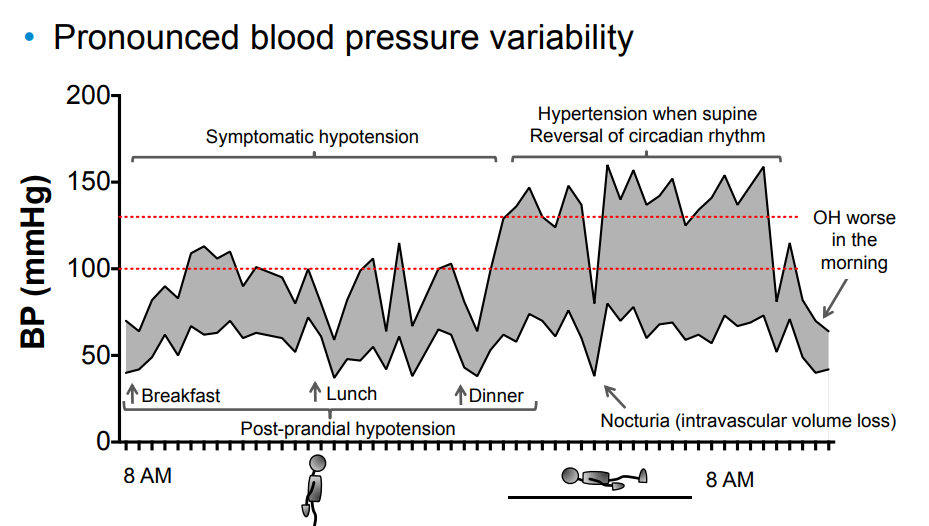 • Pronounced blood pressure variability
200
150
100
50
0
BP (mmHg)
Symptomatic hypotension
Hypertension when supine
Reversal of circadian rhythm
OH worse
in the
morning
Breakfast
Lunch
Dinner
Post-prandial hypotension
Nocturia (intravascular volume loss)
8 AM
8 AM